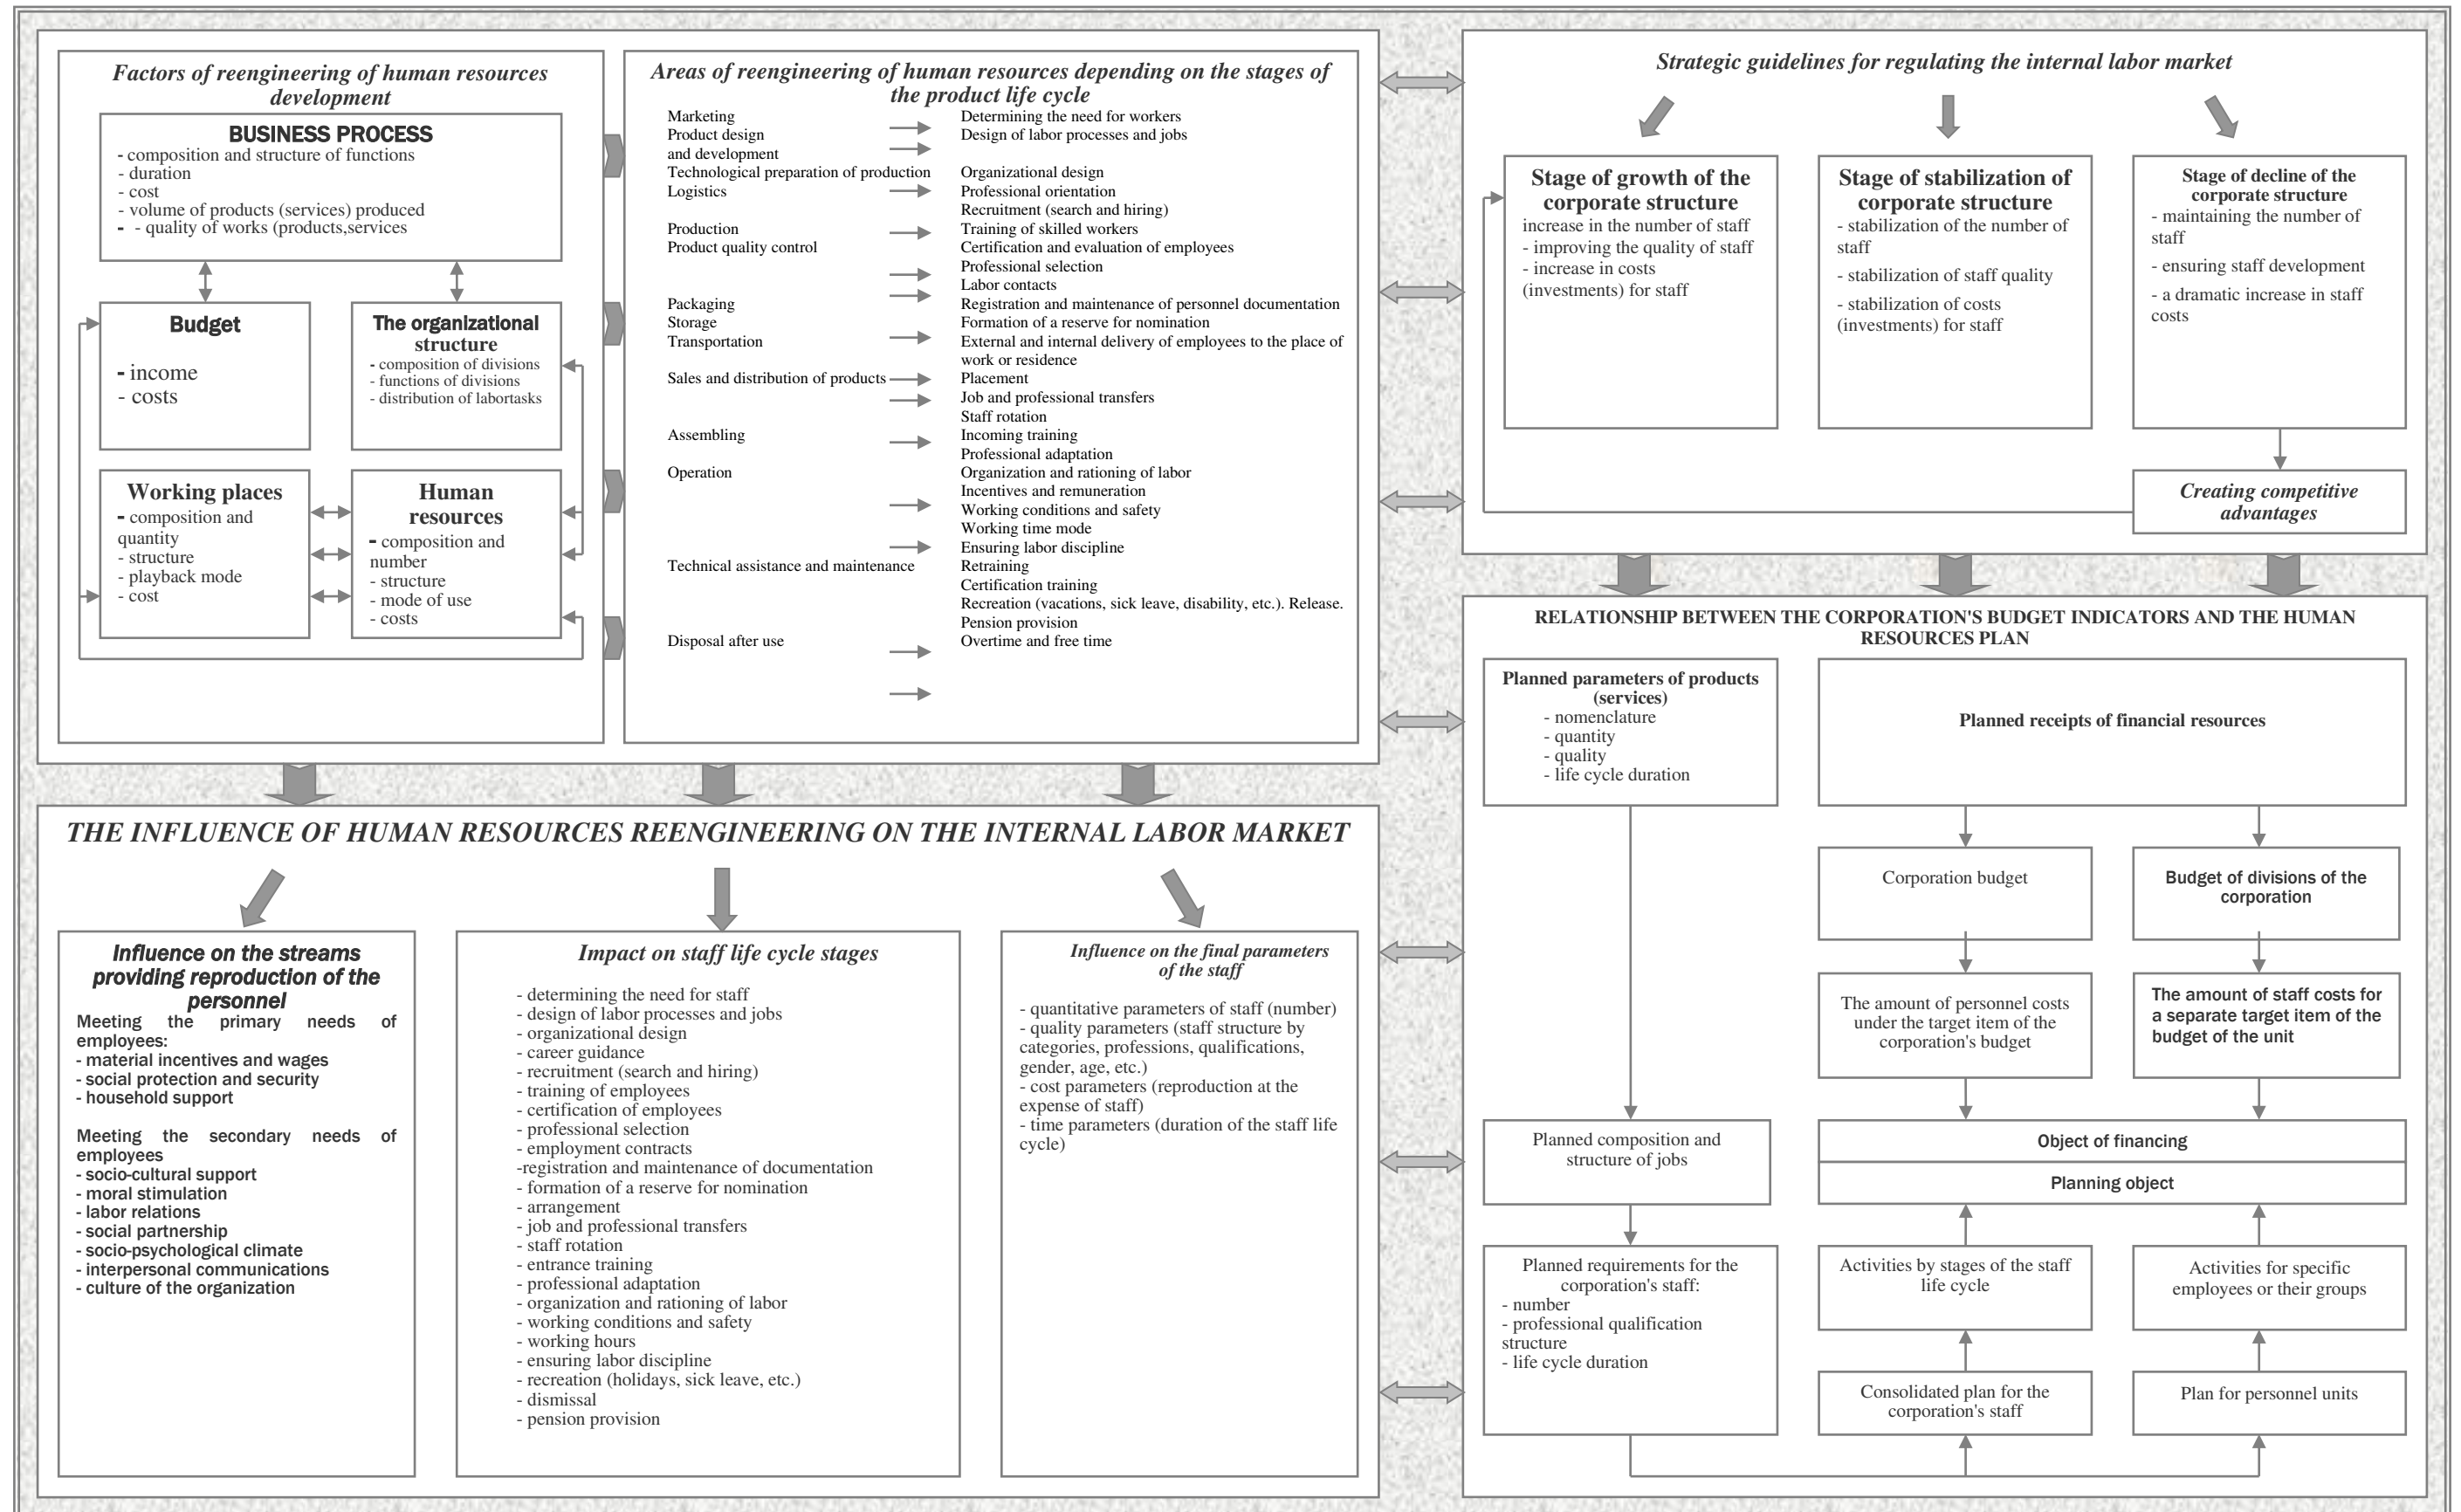 Factors of reengineering of human resources
development
BUSINESS PROCESS
- composition and structure of functions
- duration
- cost
- volume of products (services) produced
- - quality of works (products,services
Budget
- income
- costs
The organizational
structure
- composition of divisions
- functions of divisions
- distribution of labortasks
Working places
- composition and
quantity
- structure
- playback mode
- cost
Human
resources
- composition and
number
- structure
- mode of use
- costs
Areas of reengineering of human resources depending on the stages of
the product life cycle
Marketing
Product design
and development
Technological preparation of production
Logistics
Production
Product quality control
Packaging
Storage
Transportation
Sales and distribution of products
Assembling
Operation
Technical assistance and maintenance
Disposal after use
Determining the need for workers
Design of labor processes and jobs
Organizational design
Professional orientation
Recruitment (search and hiring)
Training of skilled workers
Certification and evaluation of employees
Professional selection
Labor contacts
Registration and maintenance of personnel documentation
Formation of a reserve for nomination
External and internal delivery of employees to the place of
work or residence
Placement
Job and professional transfers
Staff rotation
Incoming training
Professional adaptation
Organization and rationing of labor
Incentives and remuneration
Working conditions and safety
Working time mode
Ensuring labor discipline
Retraining
Certification training
Recreation (vacations, sick leave, disability, etc.). Release.
Pension provision
Overtime and free time
Strategic guidelines for regulating the internal labor market
Stage of growth of the
corporate structure
increase in the number of staff
- improving the quality of staff
- increase in costs
(investments) for staff
Stage of stabilization of
corporate structure
- stabilization of the number of
staff
- stabilization of staff quality
- stabilization of costs
(investments) for staff
Stage of decline of the
corporate structure
- maintaining the number of
staff
- ensuring staff development
- a dramatic increase in staff
costs
Creating competitive
advantages
THE INFLUENCE OF HUMAN RESOURCES REENGINEERING ON THE INTERNAL LABOR MARKET
Influence on the streams
providing reproduction of the
personnel
Meeting the primary needs of
employees:
- material incentives and wages
- social protection and security
- household support
Meeting the secondary needs of
employees
- socio-cultural support
- moral stimulation
- labor relations
- social partnership
- socio-psychological climate
- interpersonal communications
- culture of the organization
Impact on staff life cycle stages
- determining the need for staff
- design of labor processes and jobs
- organizational design
- career guidance
- recruitment (search and hiring)
- training of employees
- certification of employees
- professional selection
- employment contracts
-registration and maintenance of documentation
- formation of a reserve for nomination
- arrangement
- job and professional transfers
- staff rotation
- entrance training
- professional adaptation
- organization and rationing of labor
- working conditions and safety
- working hours
- ensuring labor discipline
- recreation (holidays, sick leave, etc.)
- dismissal
- pension provision
Influence on the final parameters
of the staff
- quantitative parameters of staff (number)
- quality parameters (staff structure by
categories, professions, qualifications,
gender, age, etc.)
- cost parameters (reproduction at the
expense of staff)
- time parameters (duration of the staff life
cycle)
RELATIONSHIP BETWEEN THE CORPORATION'S BUDGET INDICATORS AND THE HUMAN
RESOURCES PLAN
Planned parameters of products
(services)
- nomenclature
- quantity
- quality
- life cycle duration
Planned receipts of financial resources
Corporation budget
Budget of divisions of the
corporation
The amount of personnel costs
under the target item of the
corporation's budget
The amount of staff costs for
a separate target item of the
budget of the unit
Planned composition and
structure of jobs
Object of financing
Planning object
Planned requirements for the
corporation's staff:
- number
- professional qualification
structure
- life cycle duration
Activities by stages of the staff
life cycle
Activities for specific
employees or their groups
Consolidated plan for the
corporation's staff
Plan for personnel units